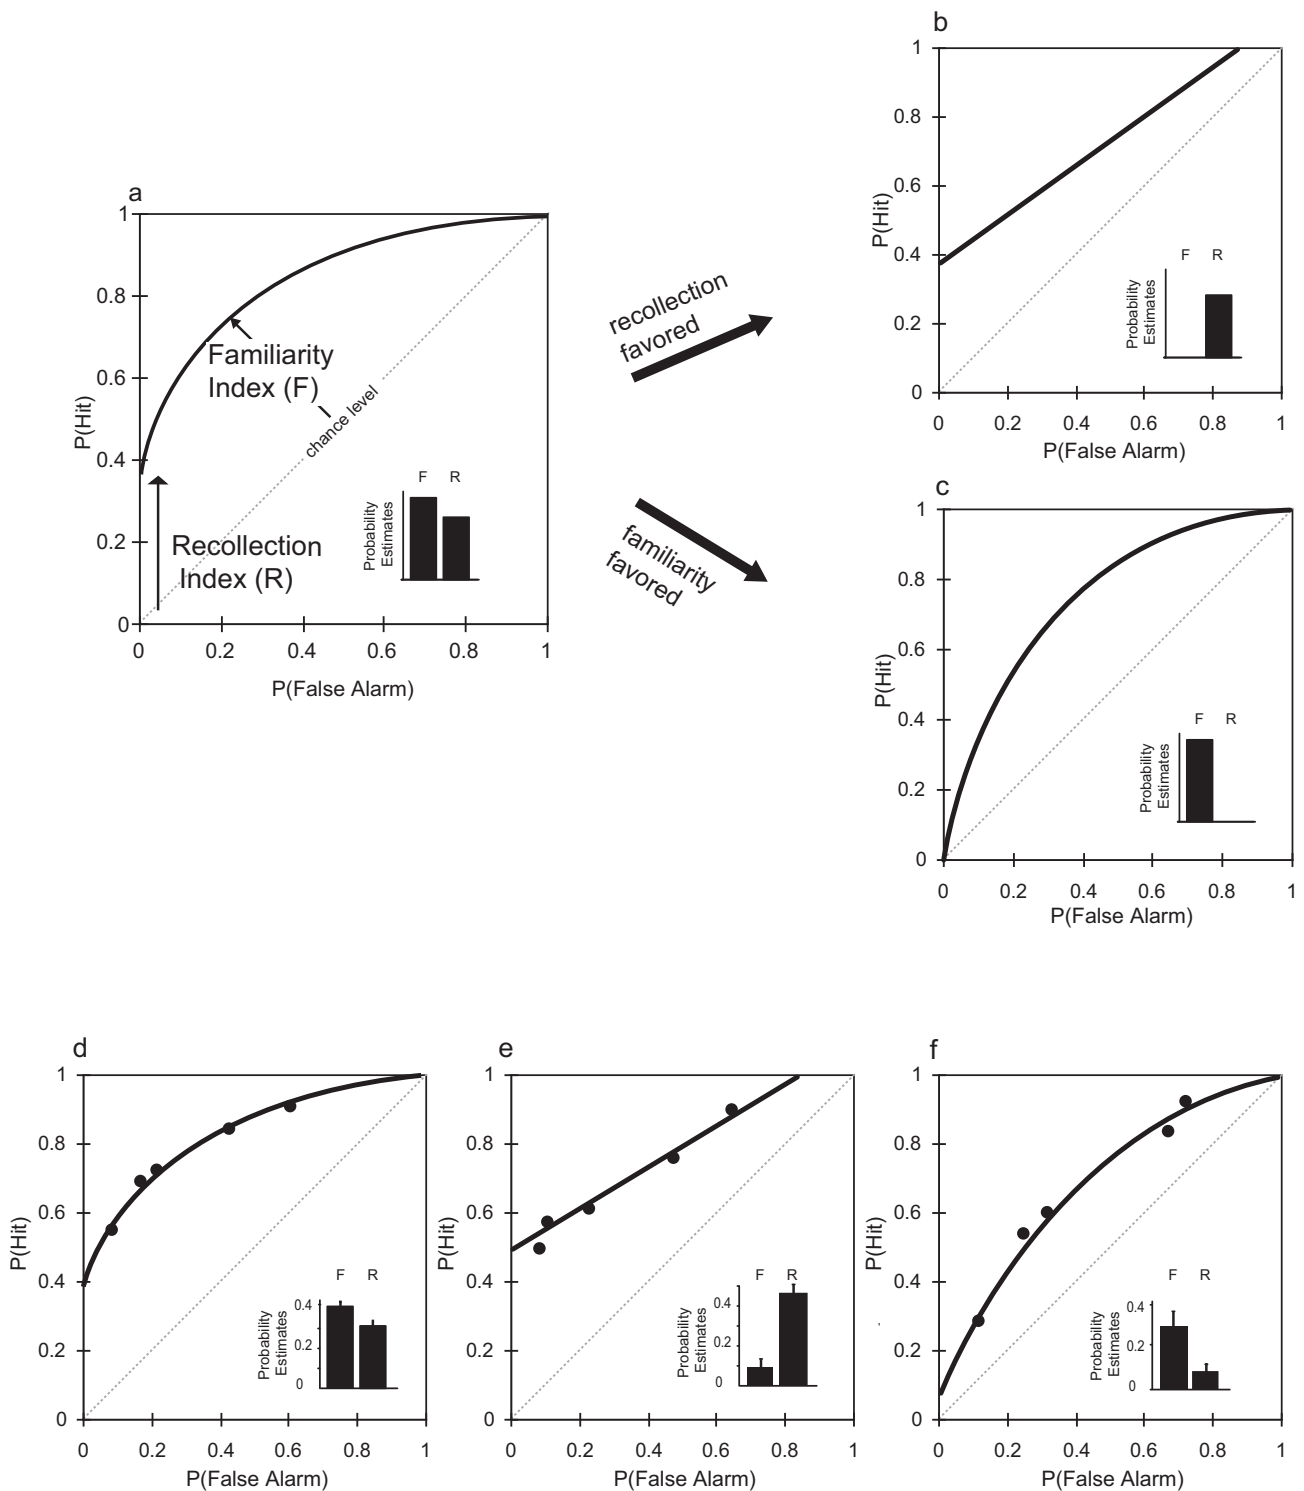 a
1
0.8
0.6
0.4
0.2
0
P(Hit)
Familiarity
Index (F)
chance level
Recollection
Index (R)
F R
Probability
Estimates
0 0.2 0.4 0.6 0.8 1
P(False Alarm)
recollection
favored
familiarity
favored
b
1
0.8
0.6
0.4
0.2
0
P(Hit)
F R
Probability
Estimates
0 0.2 0.4 0.6 0.8 1
P(False Alarm)
c
1
0.8
0.6
0.4
0.2
0
P(Hit)
F R
Probability
Estimates
0 0.2 0.4 0.6 0.8 1
P(False Alarm)
d
1
0.8
0.6
0.4
0.2
0
P(Hit)
F R
Probability
Estimates
0.4
0.2
0
0 0.2 0.4 0.6 0.8 1
P(False Alarm)
e
1
0.8
0.6
0.4
0.2
0
P(Hit)
F R
Probability
Estimates
0.4
0.2
0
0 0.2 0.4 0.6 0.8 1
P(False Alarm)
f
1
0.8
0.6
0.4
0.2
0
P(Hit)
F R
Probability
Estimates
0.4
0.2
0
0 0.2 0.4 0.6 0.8 1
P(False Alarm)